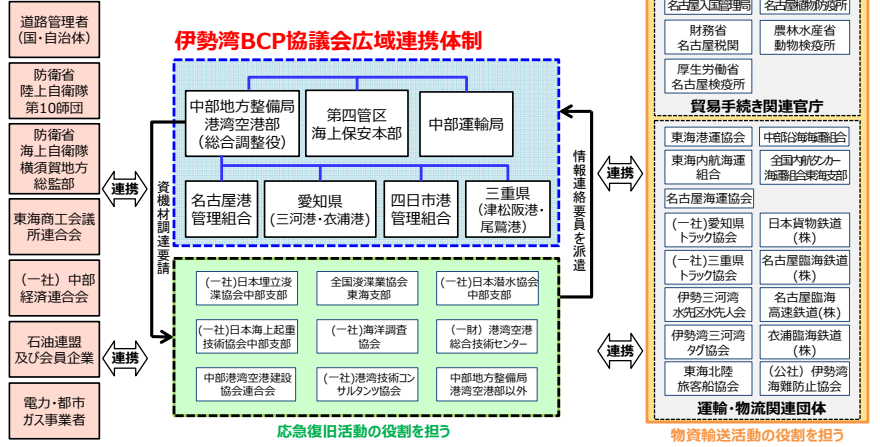 道路管理者
（国・自治体）
防衛省
陸上自衛隊
第10師団
防衛省
海上自衛隊
横須賀地方
総監部
東海商工会議
所連合会
（一社）中部
経済連合会
石油連盟
及び会員企業
電力・都市
ガス事業者
連携
連携
伊勢湾BCP協議会広域連携体制
中部地方整備局
港湾空港部
（総合調整役）
第四管区
海上保安本部
中部運輸局
名古屋港
管理組合
愛知県
（三河港・衣浦港）
四日市港
管理組合
三重県
（津松阪港・
尾鷲港）
資機材調達要請
情報連絡要員を派遣
(一社)日本埋立浚
渫協会中部支部
全国浚渫業協会
東海支部
(一社)日本潜水協会
中部支部
(一社)日本海上起重
技術協会中部支部
(一社)海洋調査
協会
（一財）港湾空港
総合技術センター
中部港湾空港建設
協会連合会
(一社)港湾技術コン
サルタンツ協会
中部地方整備局
港湾空港部以外
応急復旧活動の役割を担う
連携
連携
名古屋入国管理局
名古屋植物防疫所
財務省
名古屋税関
農林水産省
動物検疫所
厚生労働省
名古屋検疫所
貿易手続き関連官庁
東海港運協会
中部沿海海運組合
東海内航海運
組合
全国内航タンカー
海運組合東海支部
名古屋海運協会
(一社)愛知県
トラック協会
日本貨物鉄道
(株)
(一社)三重県
トラック協会
名古屋臨海鉄道
(株)
伊勢三河湾
水先区水先人会
名古屋臨海
高速鉄道(株)
伊勢湾三河湾
タグ協会
衣浦臨海鉄道
(株)
東海北陸
旅客船協会
（公社）伊勢湾
海難防止協会
運輸・物流関連団体
物資輸送活動の役割を担う